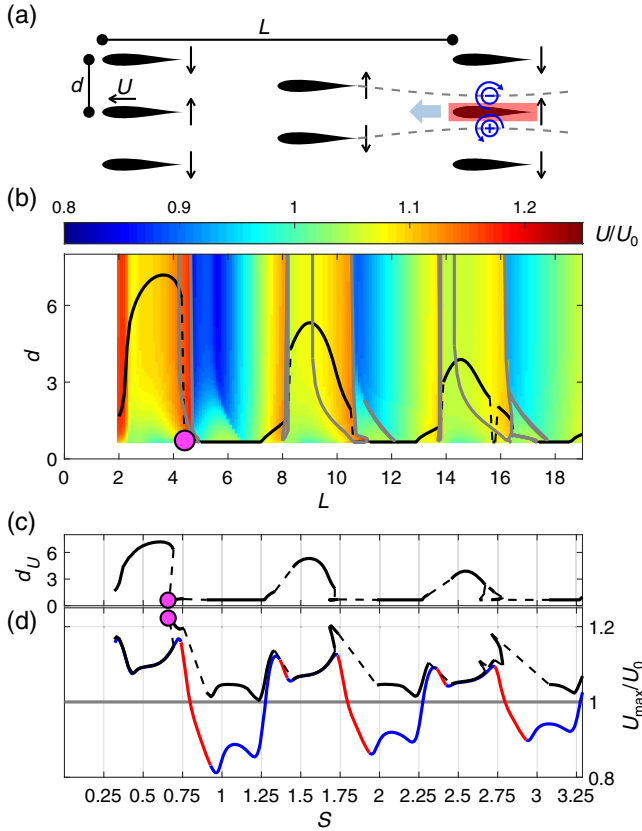 (a)
L
d
U
−
+
(b)
0.8 0.9 1 1.1 1.2
U/U0
d
6
3
0
0 2 4 6 8 10 12 14 16 18
L
(c)
dU
6
3
0
(d)
1.2
1
0.8
Umax/U0
0.25 0.5 0.75 1 1.25 1.5 1.75 2 2.25 2.5 2.75 3 3.25
S